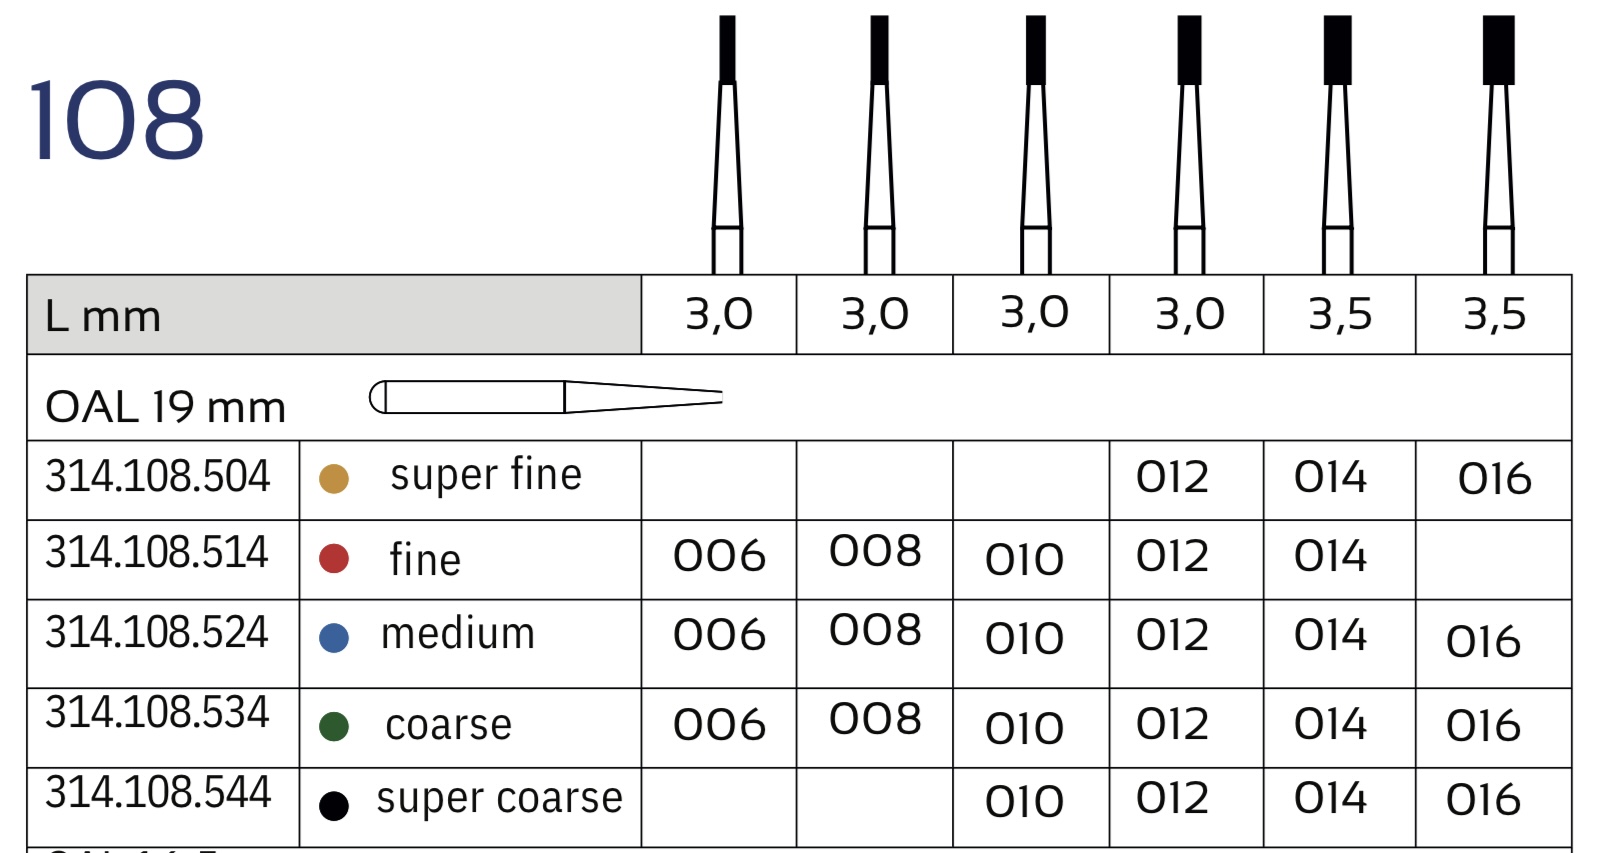 108
L mm 3,0 3,0 3,0 3,0 3,5 3,5
OAL 19 mm
314.108.504 super fine 012 014 016
314.108.514 fine 006 008 010 012 014
314.108.524 medium 006 008 010 012 014 016
314.108.534 coarse 006 008 010 012 014 016
314.108.544 super coarse 010 012 014 016